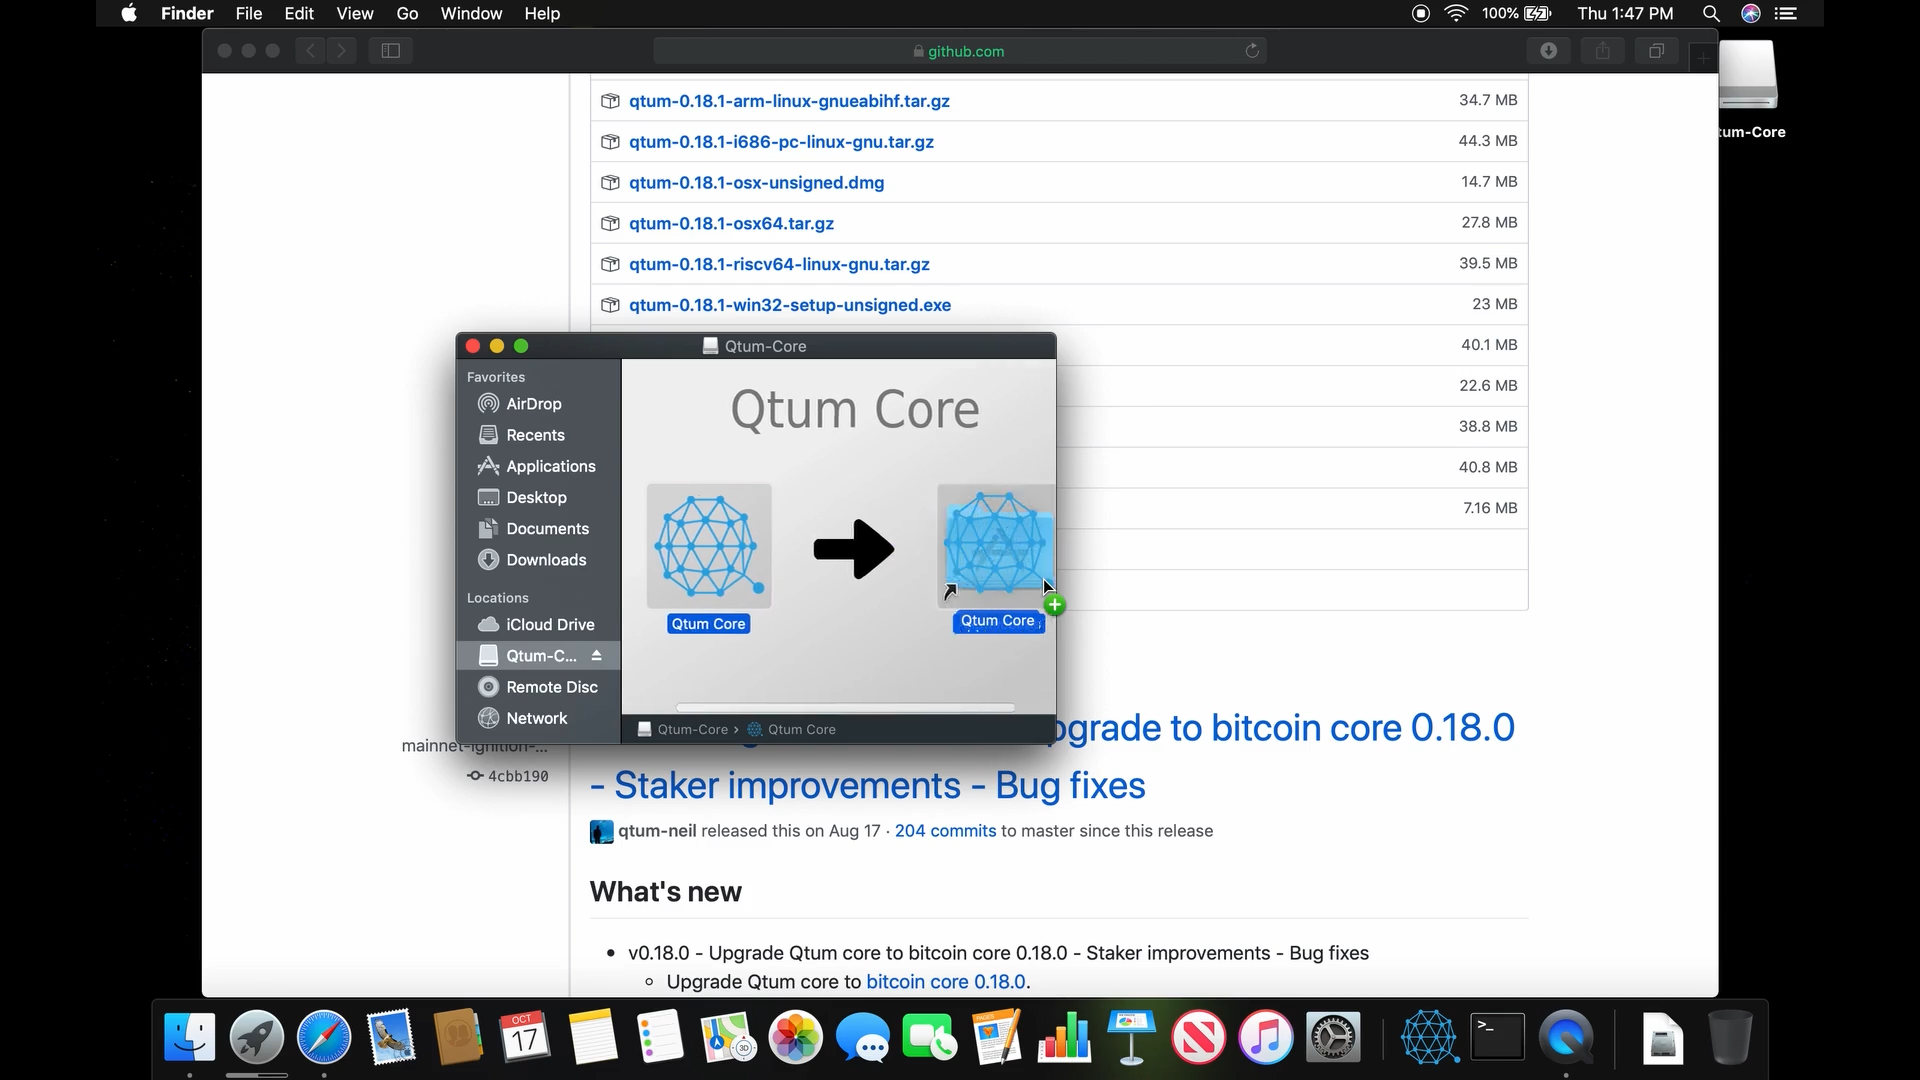 Finder File Edit View Go Window Help 100% Thu 1:47 PM
github.com
qtum-0.18.1-arm-linux-gnueabihf.tar.gz 34.7 MB
qtum-0.18.1-i686-pc-linux-gnu.tar.gz 44.3 MB
qtum-0.18.1-osx-unsigned.dmg 14.7 MB
qtum-0.18.1-osx64.tar.gz 27.8 MB
qtum-0.18.1-riscv64-linux-gnu.tar.gz 39.5 MB
qtum-0.18.1-win32-setup-unsigned.exe 23 MB
40.1 MB
22.6 MB
38.8 MB
40.8 MB
7.16 MB
tum-Core
Qtum-Core
Favorites
AirDrop
Recents
Applications
Desktop
Documents
Downloads
Locations
iCloud Drive
Qtum-C...
Remote Disc
Network
Qtum Core
Qtum Core
Qtum Core
Qtum-Core › Qtum Core
pgrade to bitcoin core 0.18.0
- Staker improvements - Bug fixes
mainnet-ignition-...
4cbb190
qtum-neil released this on Aug 17 · 204 commits to master since this release
What's new
• v0.18.0 - Upgrade Qtum core to bitcoin core 0.18.0 - Staker improvements - Bug fixes
◦ Upgrade Qtum core to bitcoin core 0.18.0.
OCT
17
3D
PAGES
>_